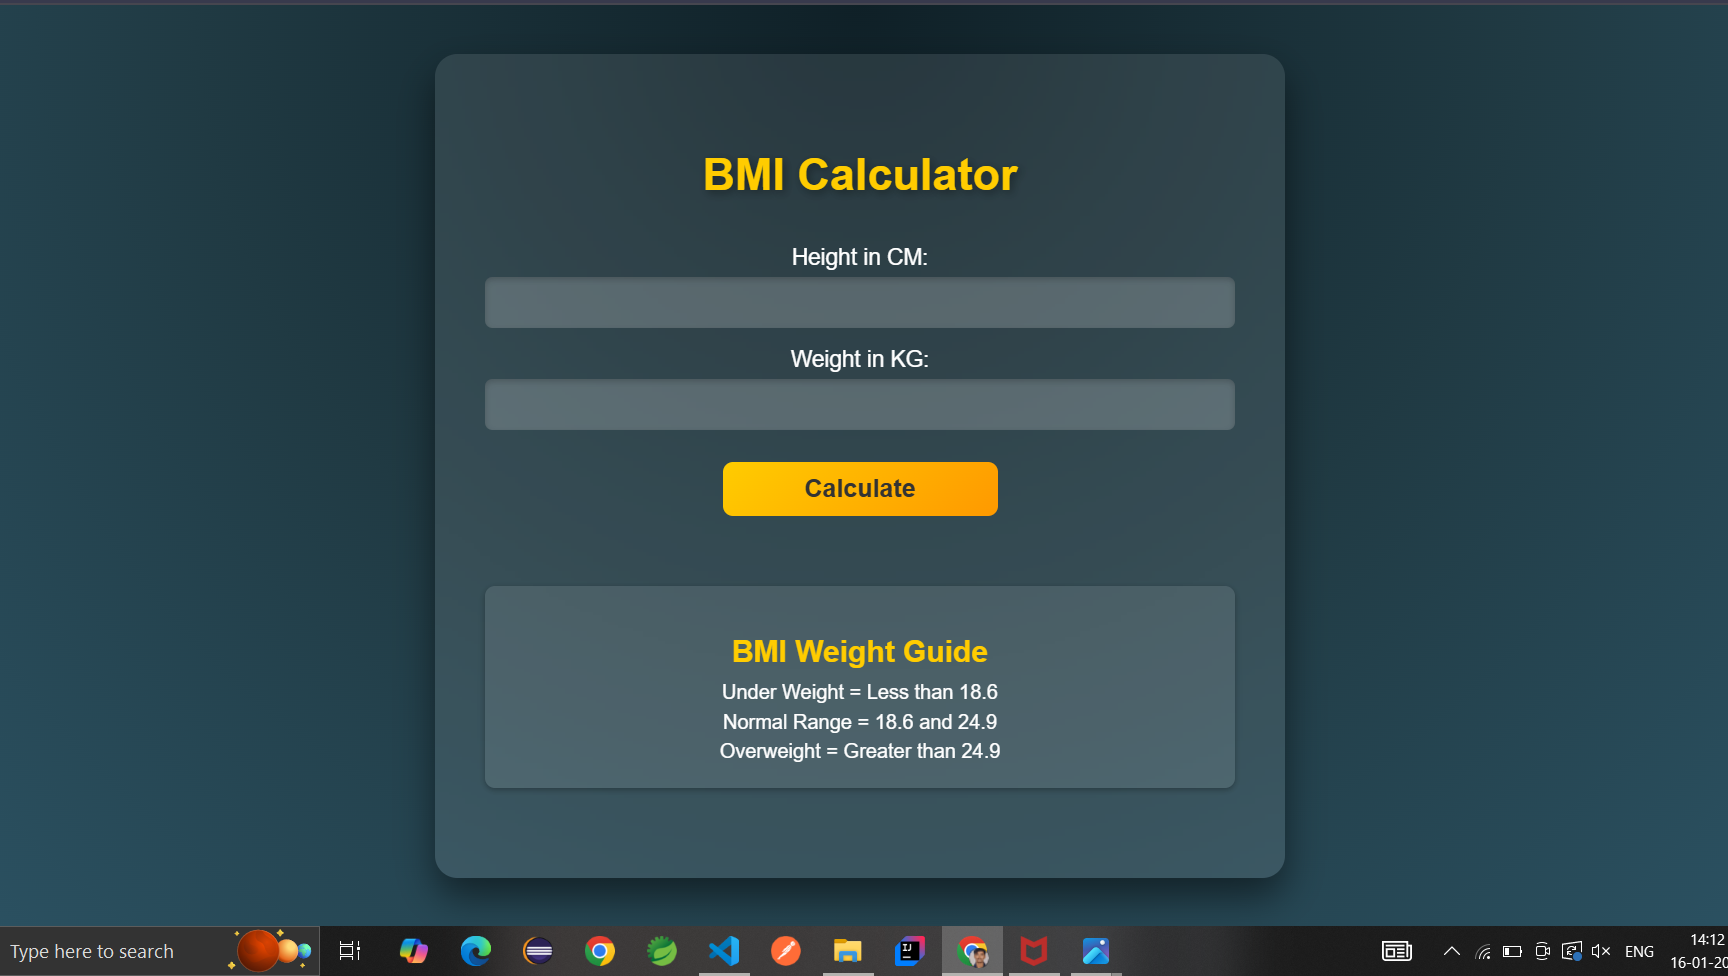 BMI Calculator
Height in CM:
Weight in KG:
Calculate
BMI Weight Guide
Under Weight = Less than 18.6
Normal Range = 18.6 and 24.9
Overweight = Greater than 24.9
Type here to search
IJ
ENG
14:12
16-01-20